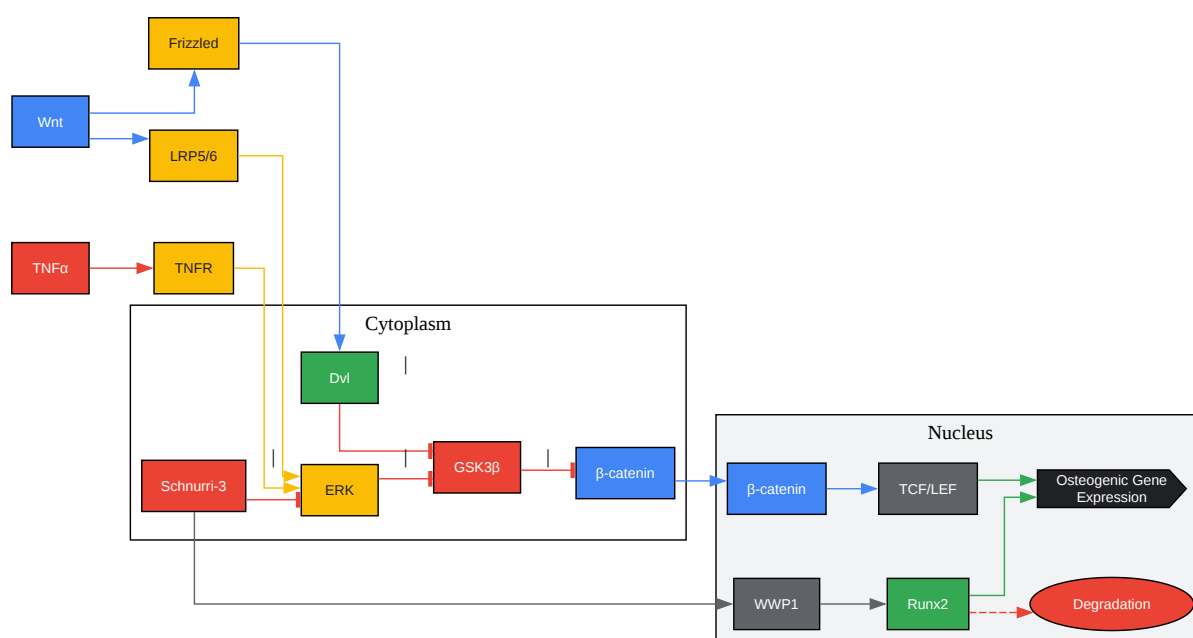 Frizzled
Wnt
LRP5/6
TNFα
TNFR
Cytoplasm
Dvl
|
Nucleus
|
|
|
GSK3β
β-catenin
Schnurri-3
ERK
β-catenin
TCF/LEF
Osteogenic Gene
Expression
WWP1
Runx2
Degradation